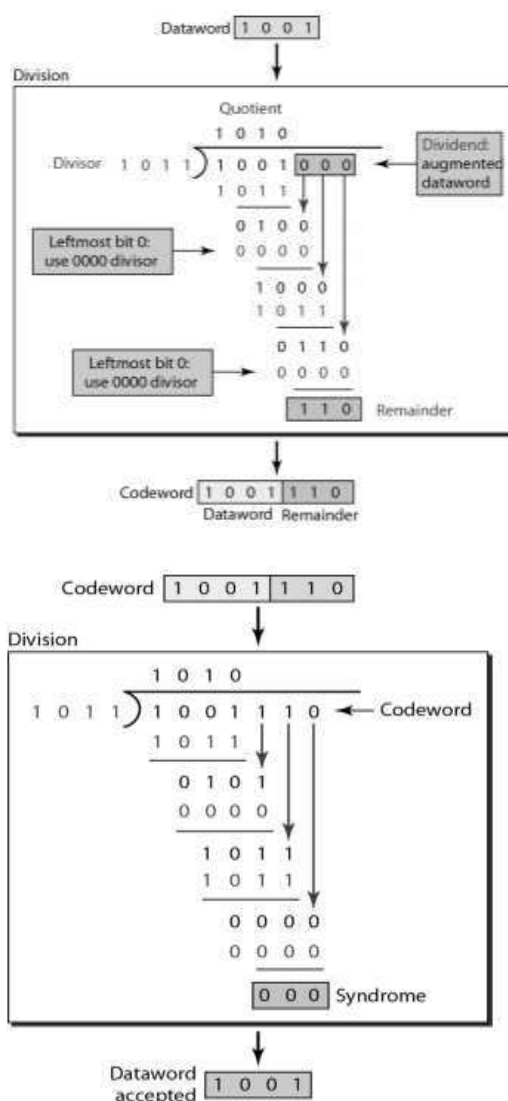 Dataword 1 0 0 1
Division
Quotient
1 0 1 0
Divisor 1 0 1 1 1 0 0 1 0 0 0
Dividend:
augmented
dataword
1 0 1 1
Leftmost bit 0:
use 0000 divisor
0 1 0 0
0 0 0 0
1 0 0 0
1 0 1 1
Leftmost bit 0:
use 0000 divisor
0 1 1 0
0 0 0 0
1 1 0 Remainder
Codeword 1 0 0 1 1 1 0
Dataword Remainder
Codeword 1 0 0 1 1 1 0
Division
1 0 1 0
1 0 1 1 1 0 0 1 1 1 0 Codeword
1 0 1 1
0 1 0 1
0 0 0 0
1 0 1 1
1 0 1 1
0 0 0 0
0 0 0 0
0 0 0 Syndrome
Dataword
accepted 1 0 0 1